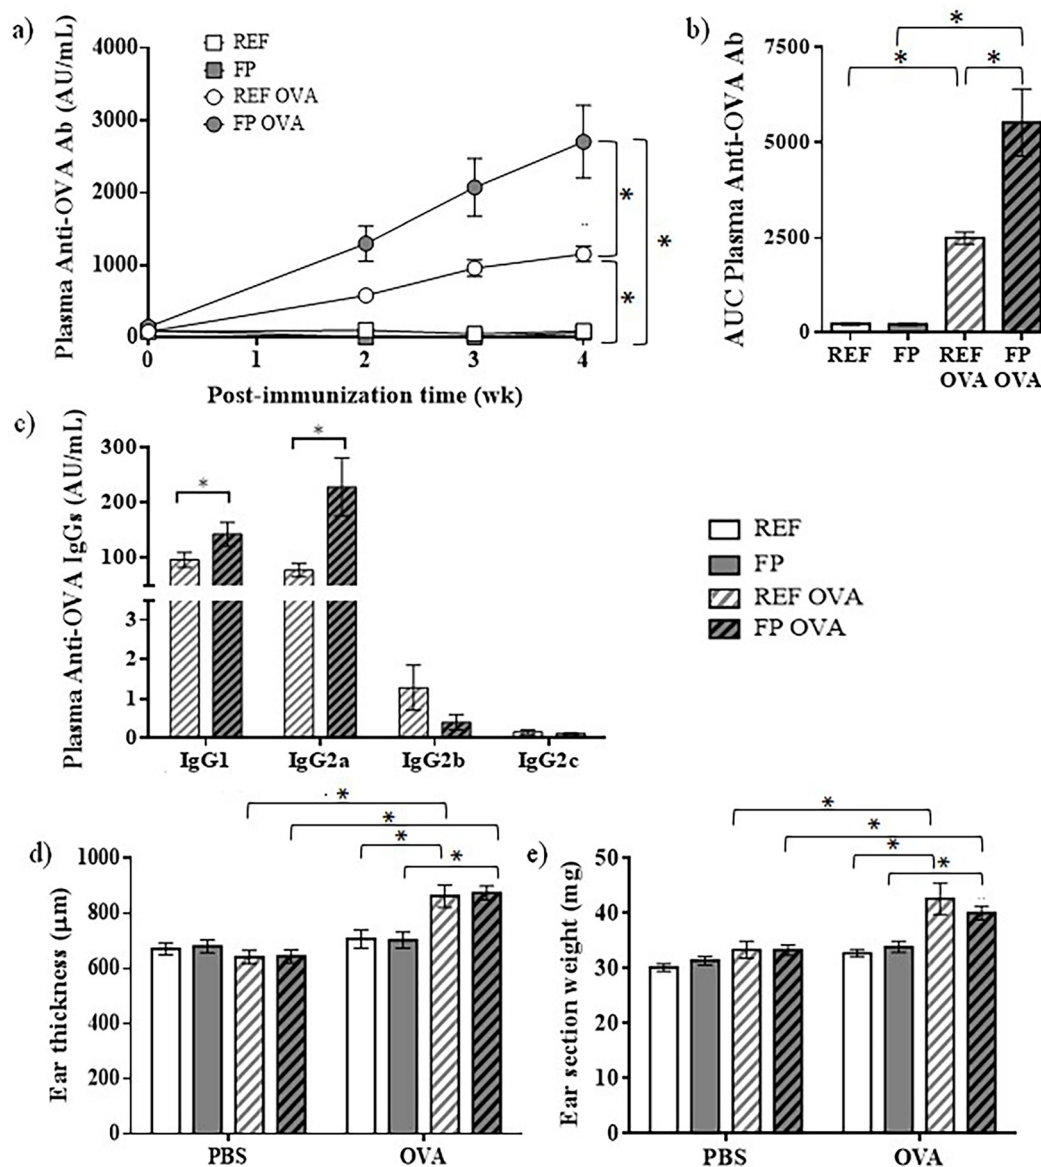 a)
Plasma Anti-OVA Ab (AU/mL)
4000
3000
2000
1000
0
REF
FP
REF OVA
FP OVA
*
*
*
0 1 2 3 4
Post-immunization time (wk)
b)
AUC Plasma Anti-OVA Ab
7500
5000
2500
0
*
* *
REF FP REF FP
OVA OVA
c)
Plasma Anti-OVA IgGs (AU/mL)
300
200
100
3
2
1
0
*
*
IgG1 IgG2a IgG2b IgG2c
REF
FP
REF OVA
FP OVA
d)
Ear thickness (µm)
1000
800
600
400
200
0
*
*
*
*
PBS OVA
e)
Ear section weight (mg)
50
40
30
20
10
0
*
*
*
*
PBS OVA